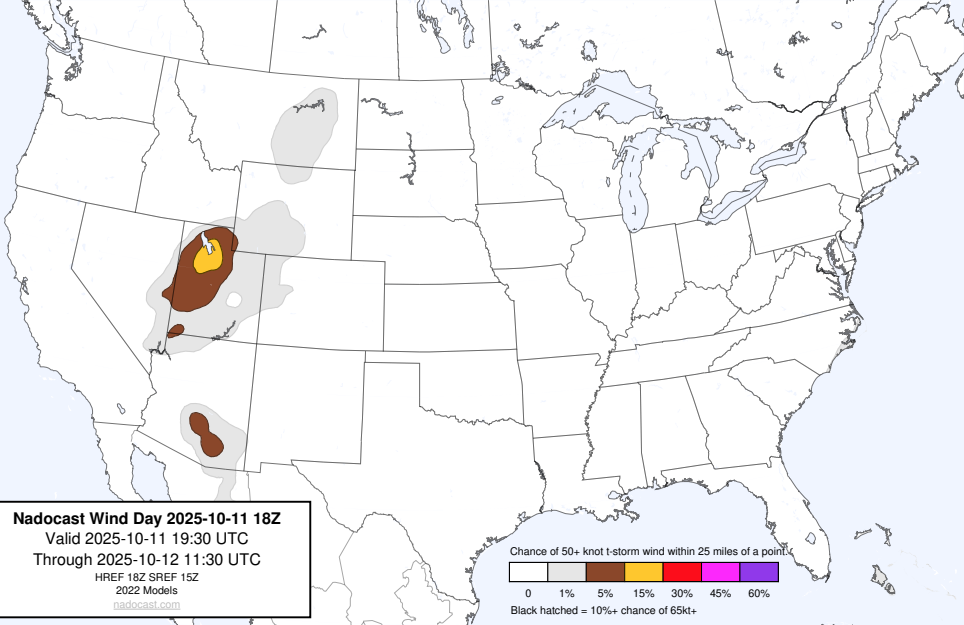 Nadocast Wind Day 2025-10-11 18Z
Valid 2025-10-11 19:30 UTC
Through 2025-10-12 11:30 UTC
HREF 18Z SREF 15Z
2022 Models
nadocast.com
Chance of 50+ knot t-storm wind within 25 miles of a point.
0 1% 5% 15% 30% 45% 60%
Black hatched = 10%+ chance of 65kt+